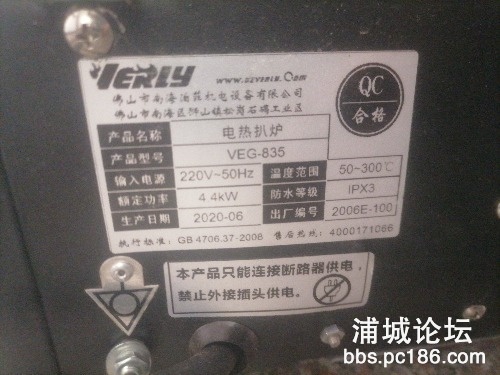 VERLY www.gzverly.com
佛山市南海泊菲机电设备有限公司
佛山市南海区狮山镇松岗石碣工业区
QC
合格
产品名称 电热扒炉
产品型号 VEG-835
输入电源 220V~50Hz 温度范围 50~300℃
额定功率 4.4kW 防水等级 IPX3
生产日期 2020-06 出厂编号 2006E-100
执行标准: GB 4706.37-2008 售后热线: 4000171066
本产品只能连接断路器供电
禁止外接插头供电.
浦城论坛
bbs.pc186.com